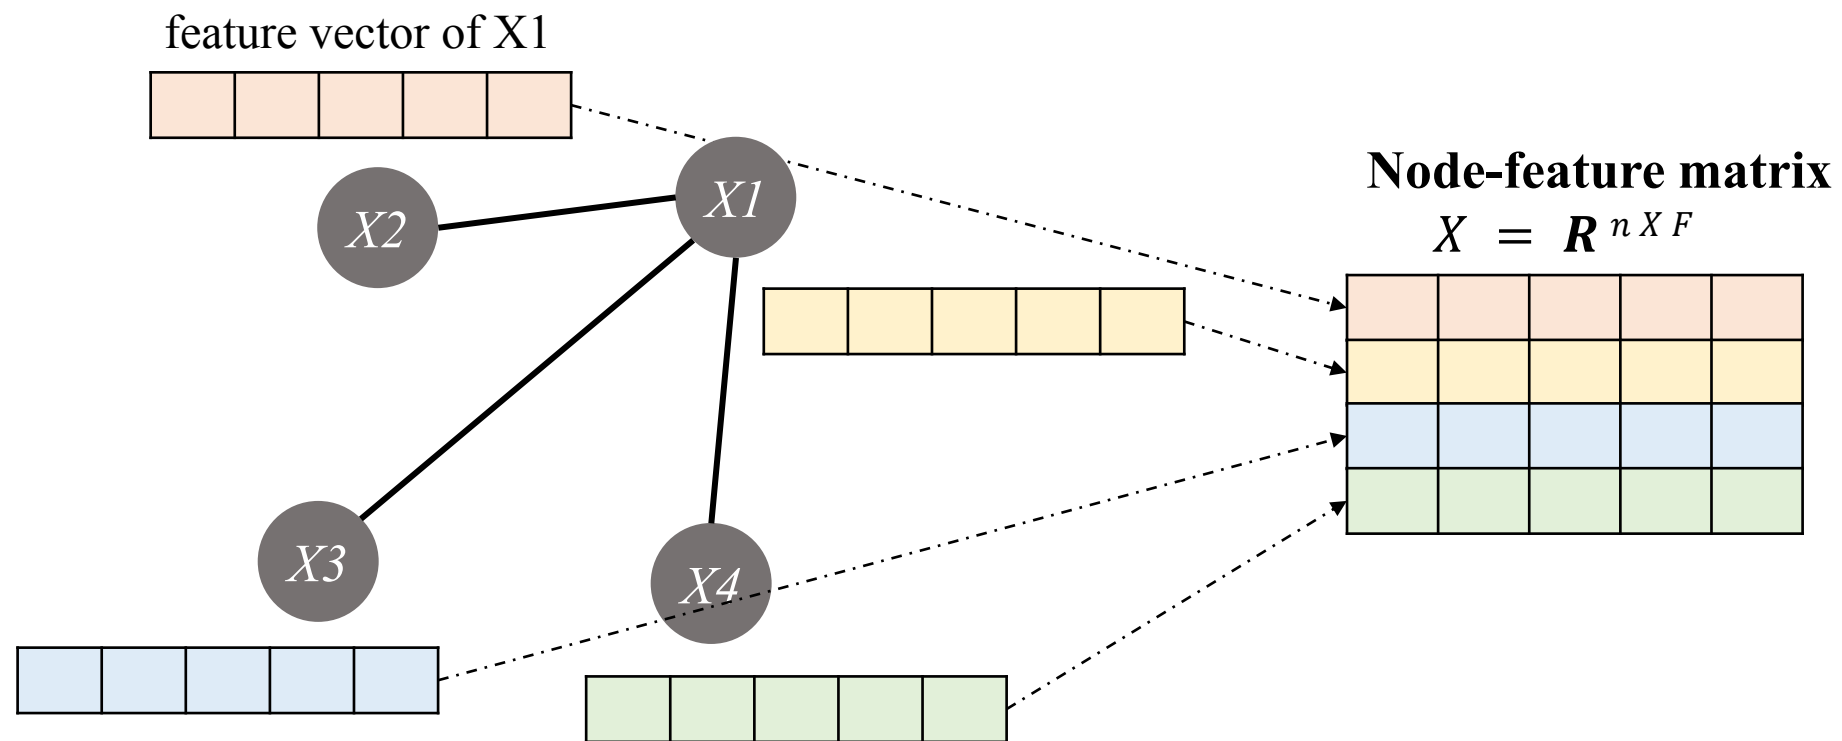 feature vector of X1
X1
X2
Node-feature matrix
X = R n X F
X3
X4